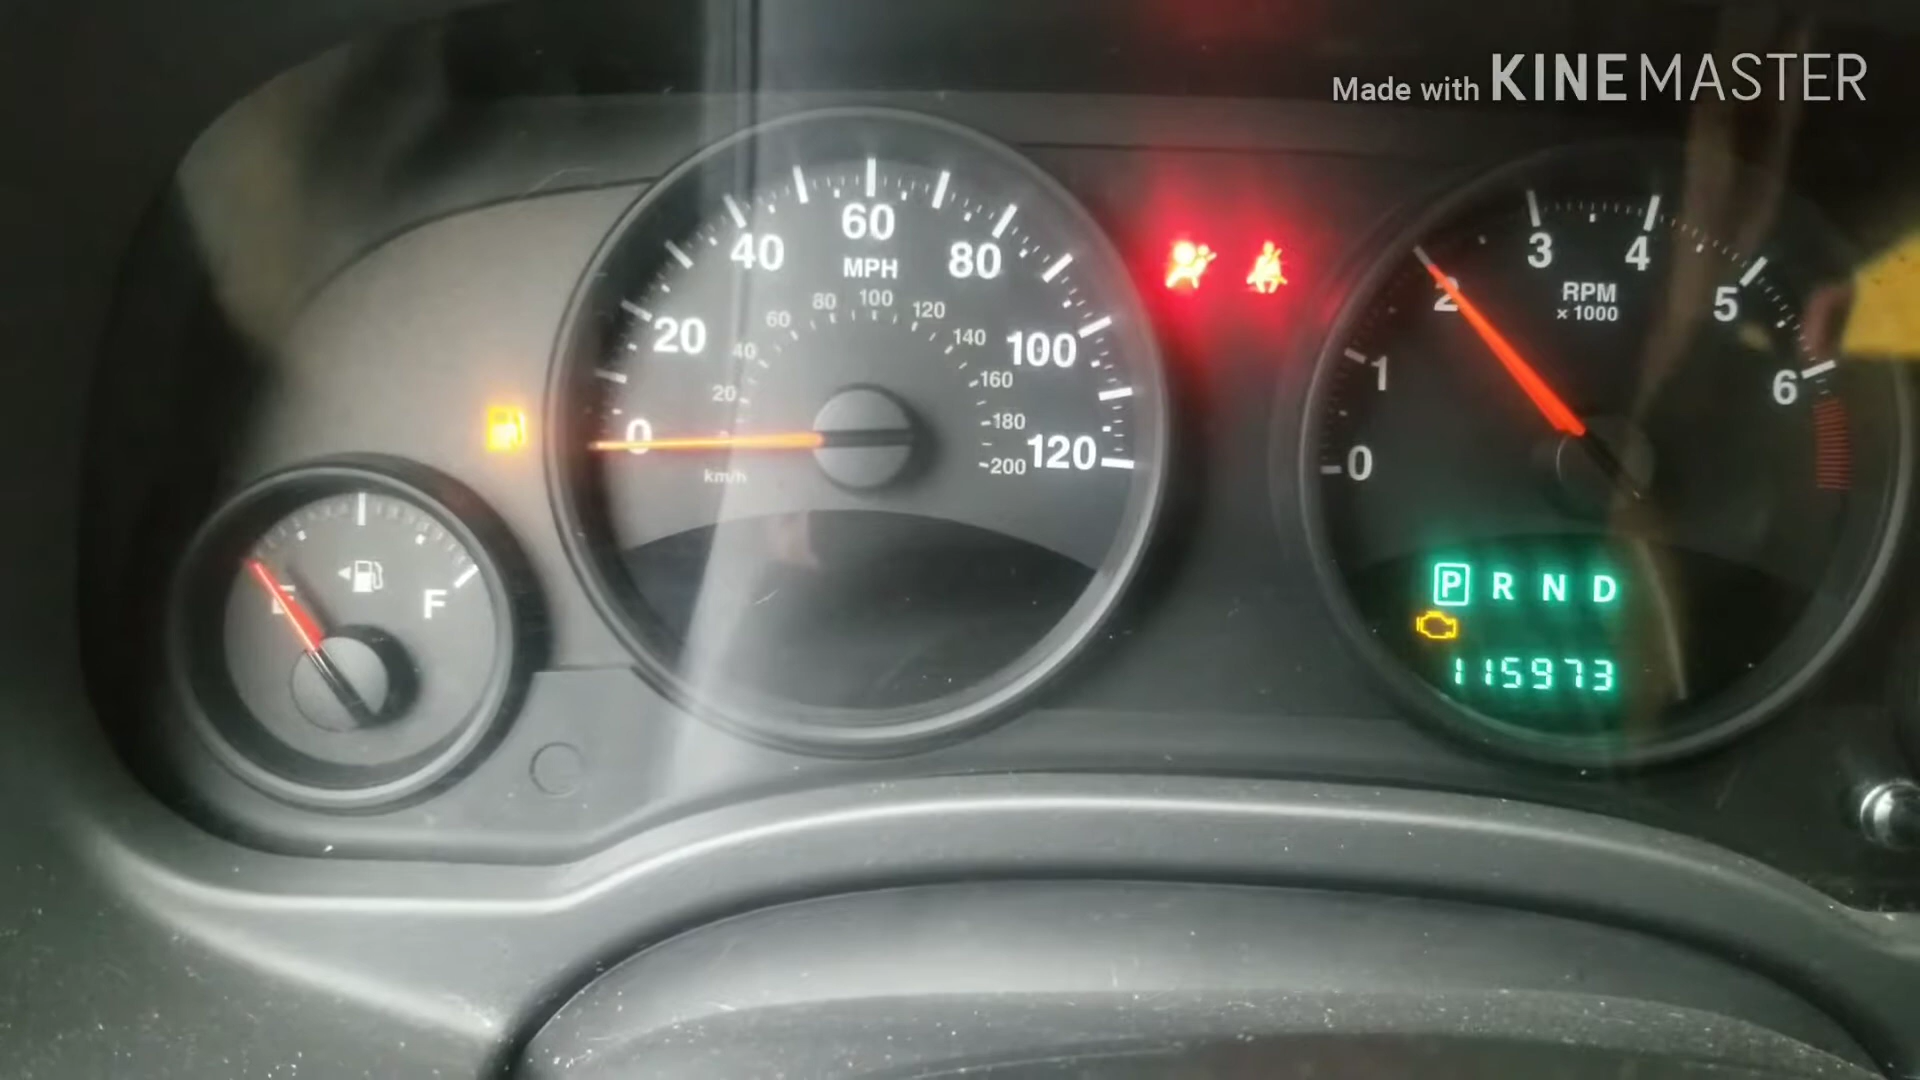 Made with KINEMASTER
0 20 40 60 80 100 120
MPH
20 40 60 80 100 120 140 160 180 200
km/h
0 1 2 3 4 5 6
RPM
x 1000
E F
P R N D
115973